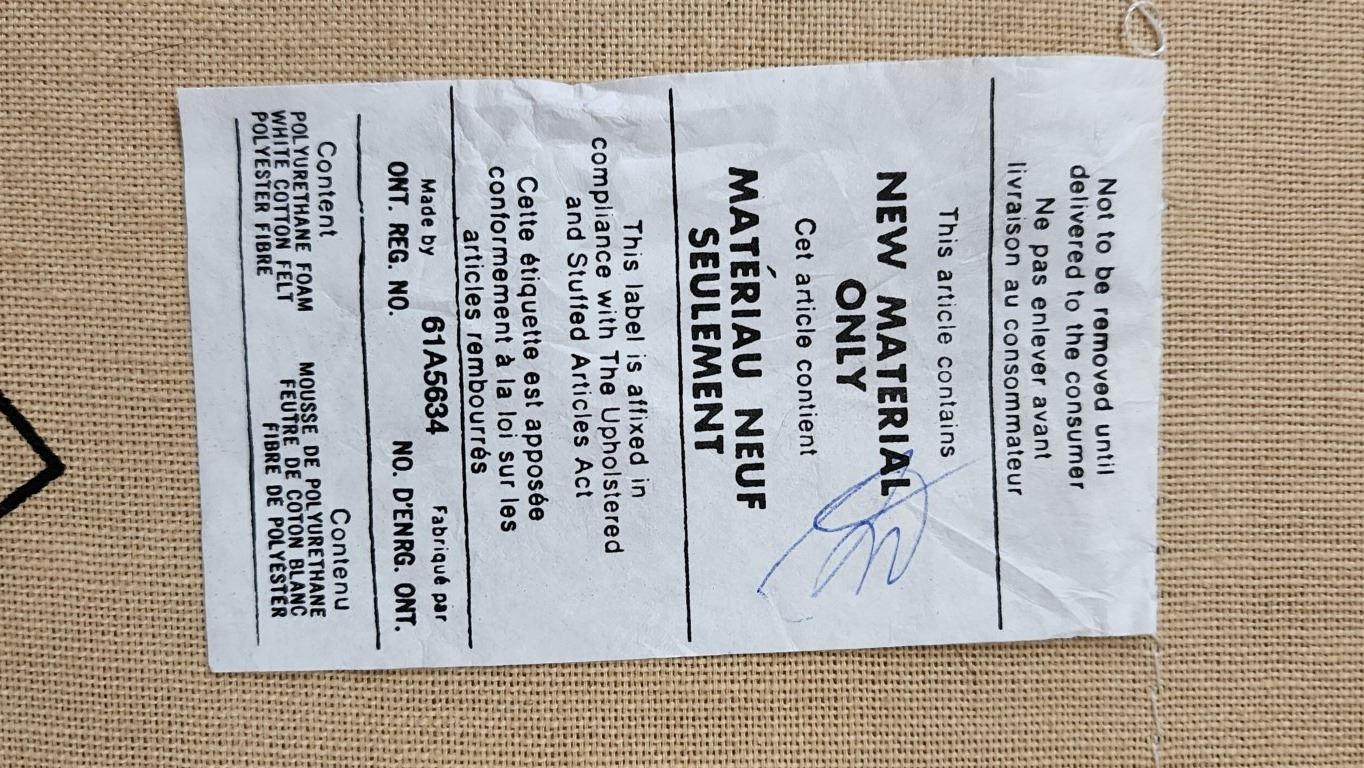 Not to be removed until
delivered to the consumer
Ne pas enlever avant
livraison au consommateur
This article contains
NEW MATERIAL
ONLY
Cet article contient
MATÉRIAU NEUF
SEULEMENT
This label is affixed in
compliance with The Upholstered
and Stuffed Articles Act
Cette étiquette est apposée
conformement à la loi sur les
articles rembourrés
Made by 61A5634 Fabriqué par
ONT. REG. NO. NO. D'ENRG. ONT.
Content Contenu
POLYURETHANE FOAM MOUSSE DE POLYURETHANE
WHITE COTTON FELT FEUTRE DE COTON BLANC
POLYESTER FIBRE FIBRE DE POLYÉSTER